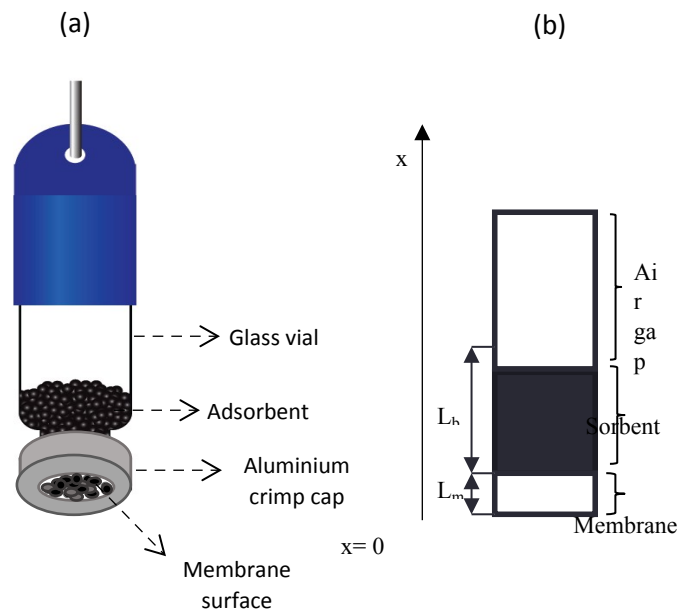 (a)
(b)
x
Glass vial
Adsorbent
Aluminium
crimp cap
Membrane
surface
x= 0
Ai
r
ga
p
Sorbent
Membrane